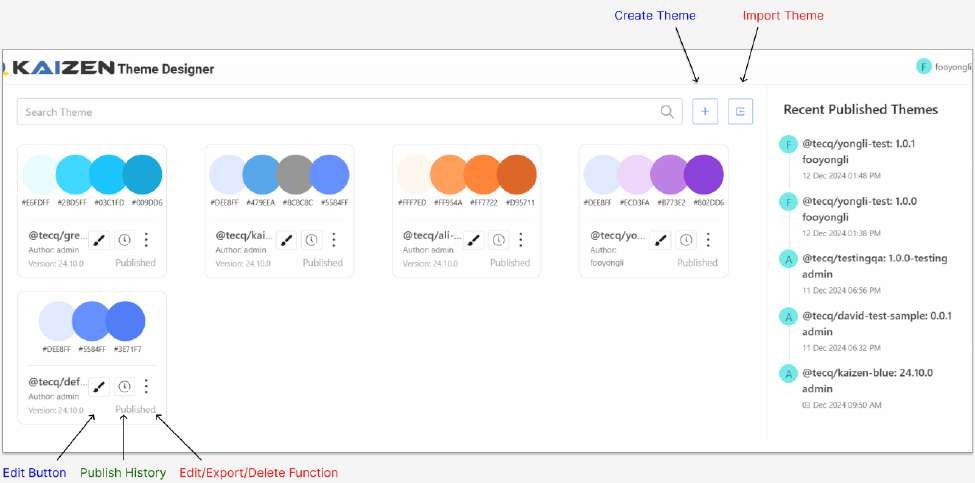 Create Theme
Import Theme
KAIZEN Theme Designer
F fooyongli
Search Theme
Recent Published Themes
#E6FDFF #28D5FF #03C1FD #009DD6
@tecq/gre...
Author: admin
Version: 24.10.0 Published
#DEE8FF #479EEA #8C8C8C #5584FF
@tecq/kai...
Author: admin
Version: 24.10.0 Published
#FFF7ED #FF954A #FF7722 #D95711
@tecq/ali-...
Author: admin
Version: 24.10.0 Published
#DEE8FF #ECD3FA #B773E2 #802DD6
@tecq/yo...
Author:
fooyongli Published
#DEE8FF #5584FF #3E71F7
@tecq/def...
Author: admin
Version: 24.10.0 Published
F @tecq/yongli-test: 1.0.1
fooyongli
12 Dec 2024 01:48 PM
F @tecq/yongli-test: 1.0.0
fooyongli
12 Dec 2024 01:38 PM
A @tecq/testingqa: 1.0.0-testing
admin
11 Dec 2024 06:56 PM
A @tecq/david-test-sample: 0.0.1
admin
11 Dec 2024 06:32 PM
A @tecq/kaizen-blue: 24.10.0
admin
03 Dec 2024 09:50 AM
Edit Button
Publish History
Edit/Export/Delete Function